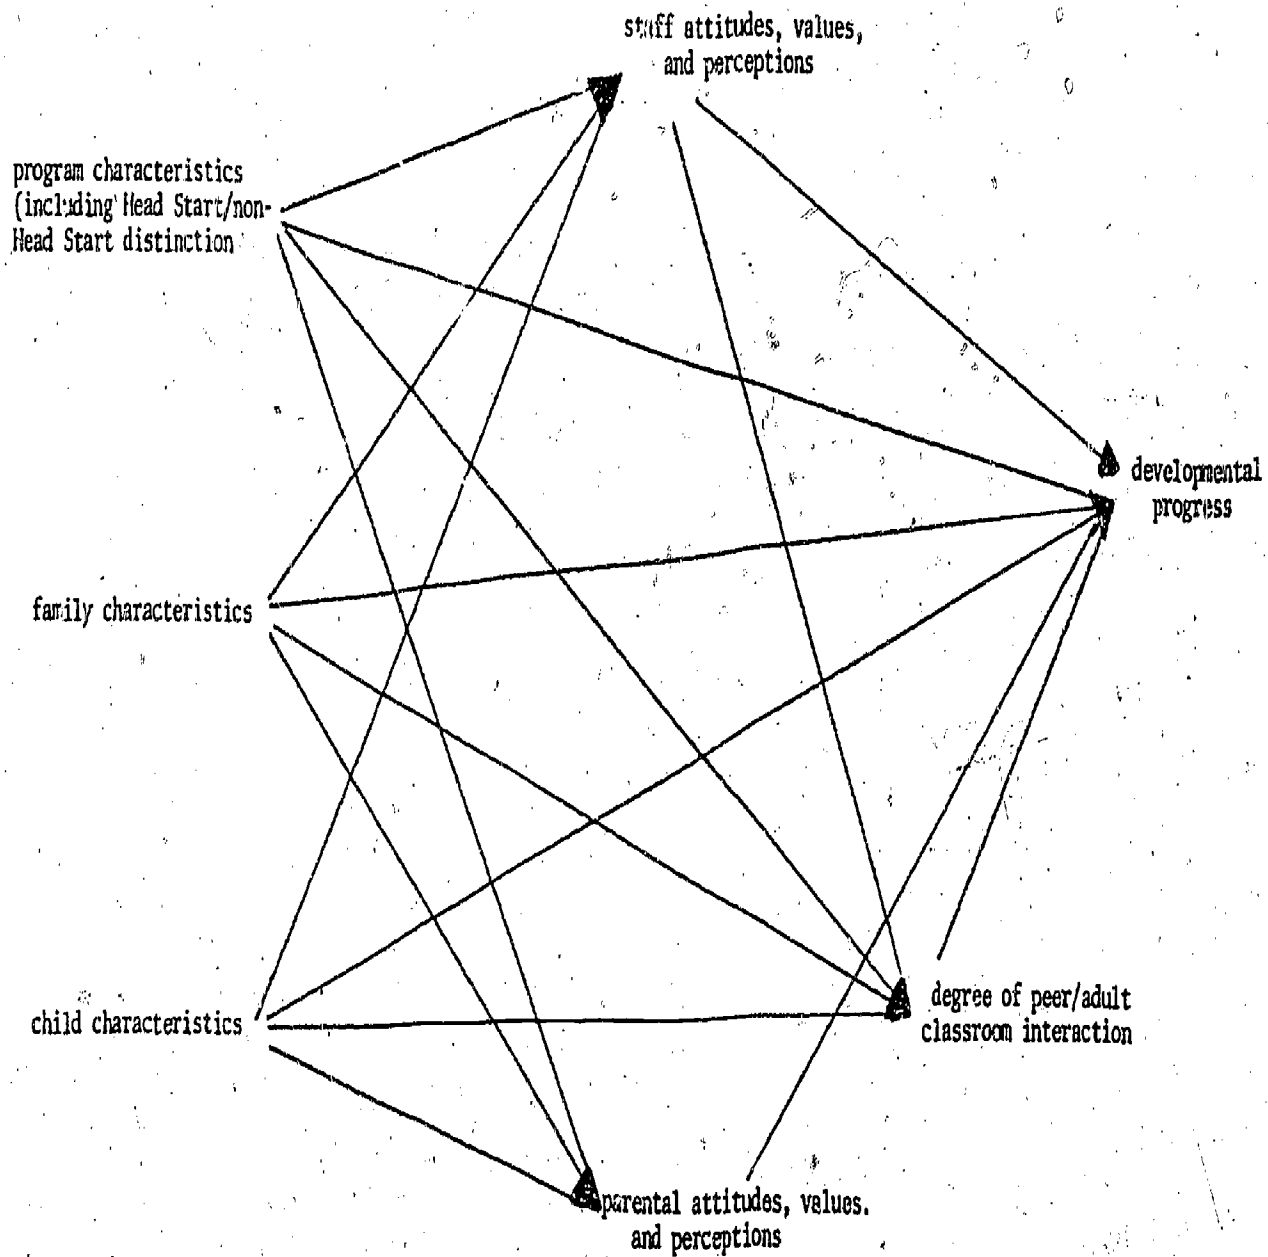 staff attitudes, values,
and perceptions
program characteristics
(including Head Start/non-
Head Start distinction
developmental
progress
family characteristics
child characteristics
degree of peer/adult
classroom interaction
parental attitudes, values.
and perceptions